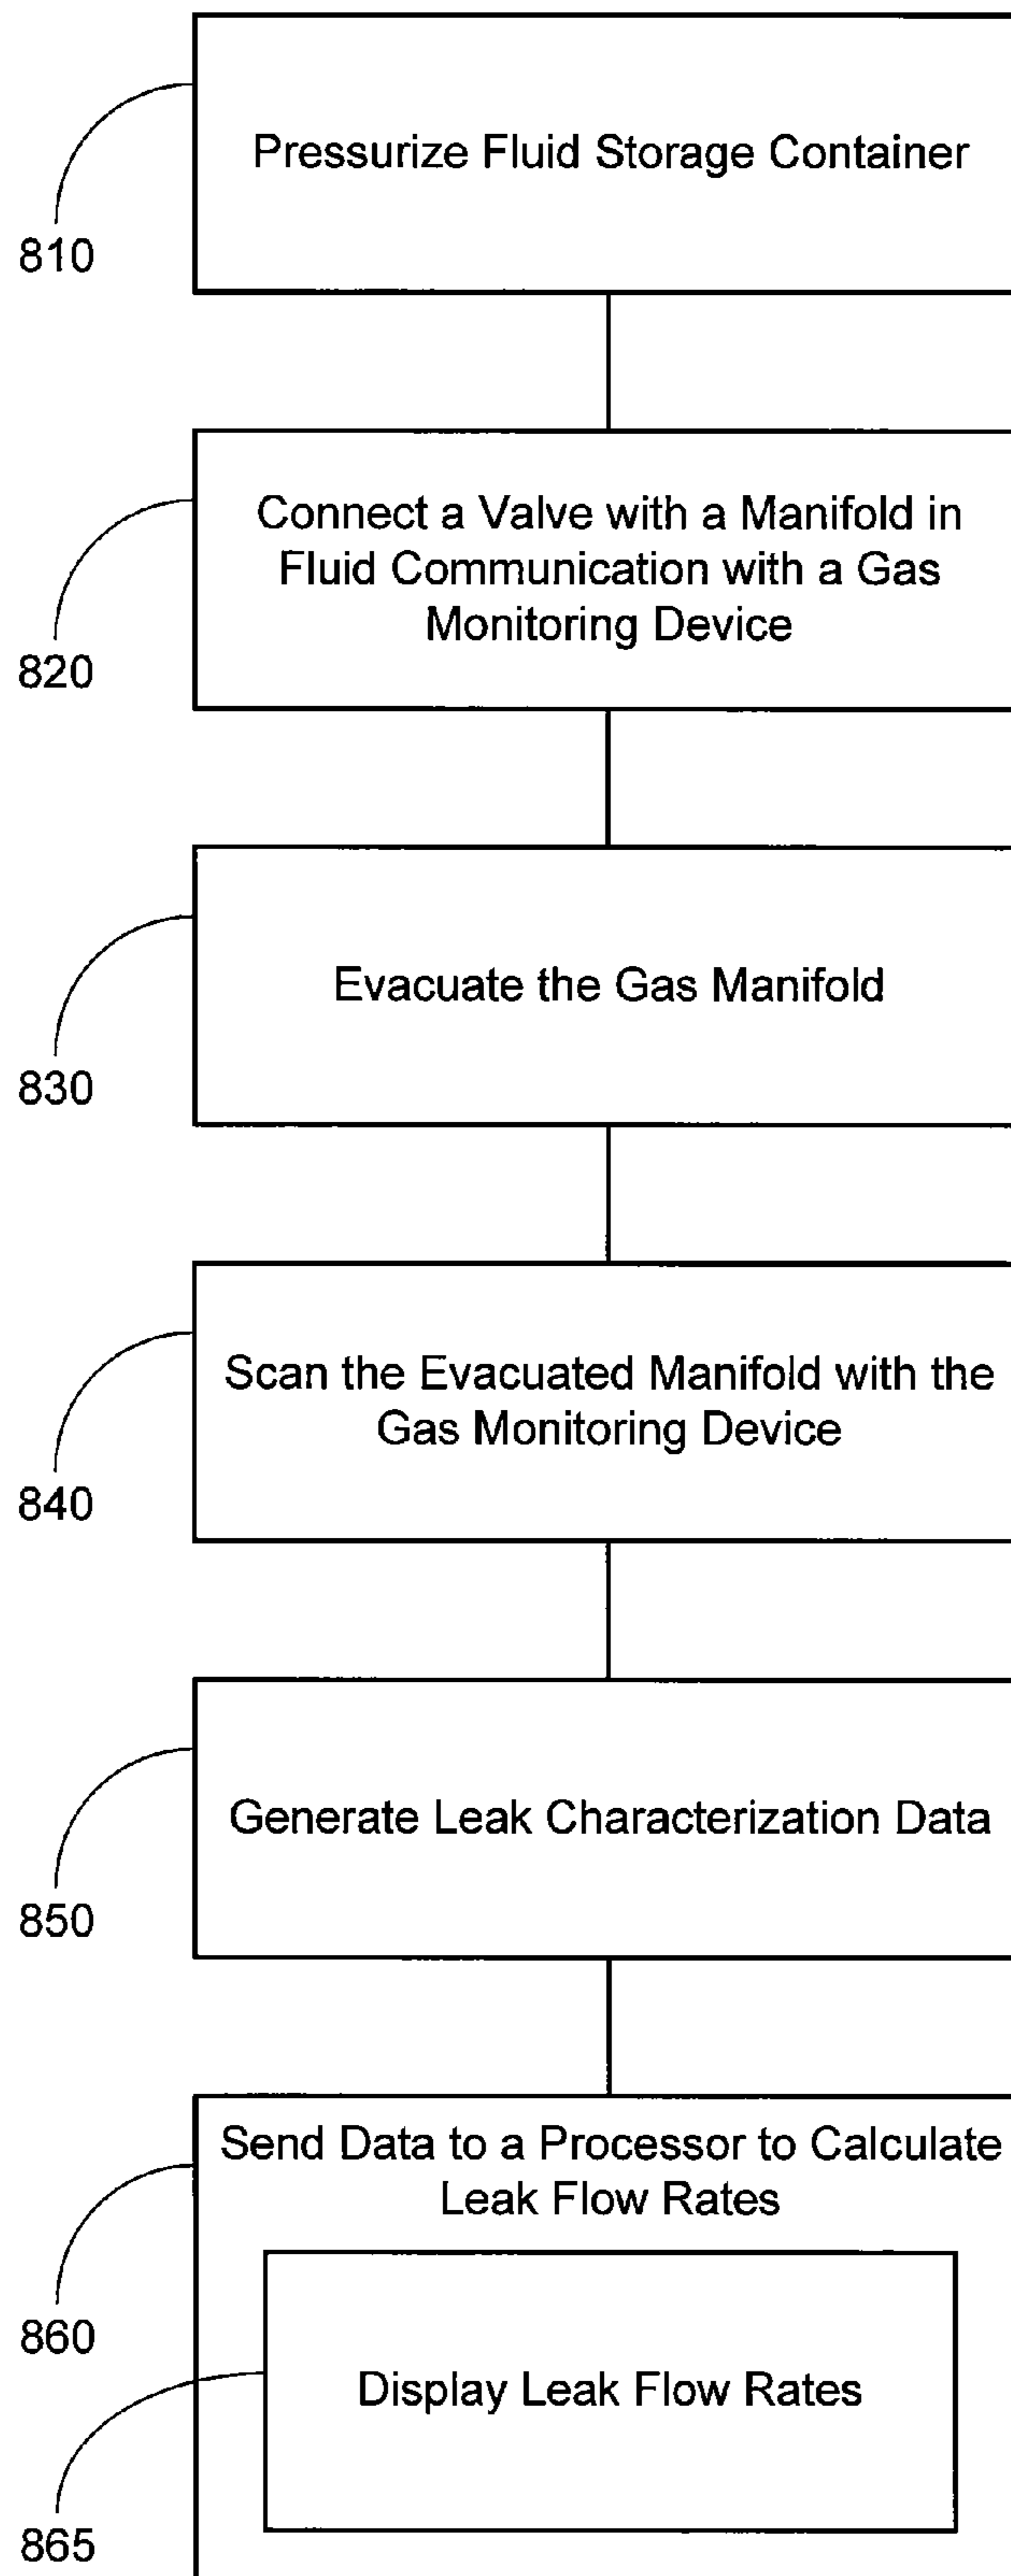 Pressurize Fluid Storage Container
810
Connect a Valve with a Manifold in
Fluid Communication with a Gas
Monitoring Device
820
Evacuate the Gas Manifold
830
Scan the Evacuated Manifold with the
Gas Monitoring Device
840
Generate Leak Characterization Data
850
Send Data to a Processor to Calculate
Leak Flow Rates
860
Display Leak Flow Rates
865